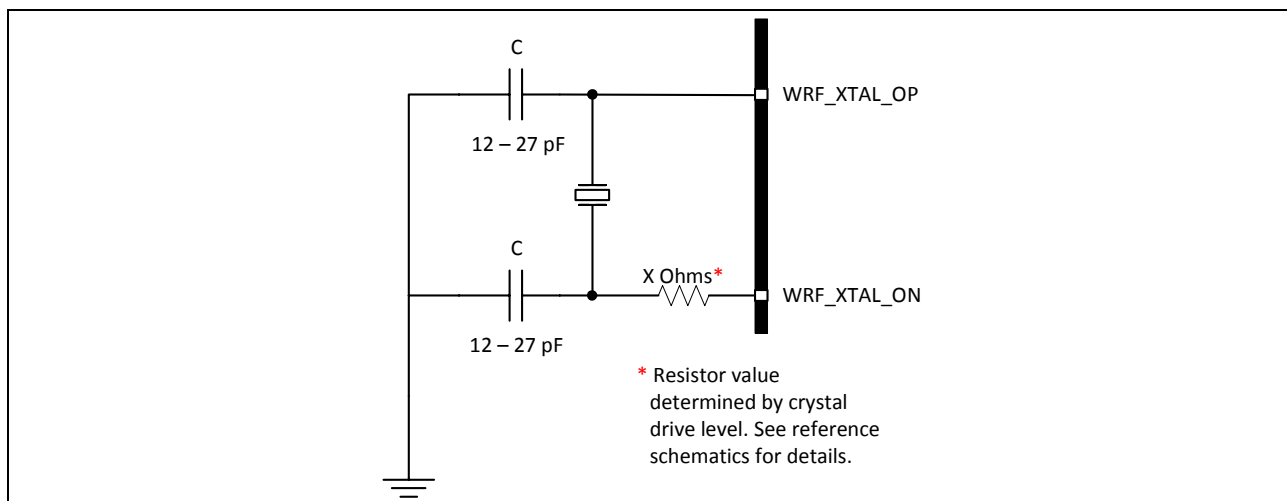 C
12 – 27 pF
WRF_XTAL_OP
C
12 – 27 pF
X Ohms*
WRF_XTAL_ON
* Resistor value
determined by crystal
drive level. See reference
schematics for details.